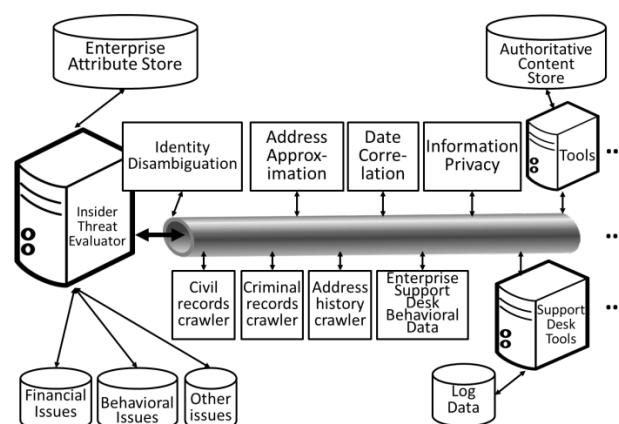 Enterprise
Attribute Store
Authoritative
Content
Store
Identity
Disambiguation
Address
Approx-
imation
Date
Corre-
lation
Information
Privacy
Tools
Insider
Threat
Evaluator
Civil
records
crawler
Criminal
records
crawler
Address
history
crawler
Enterprise
Support
Desk
Behavioral
Data
Support
Desk
Tools
Financial
Issues
Behavioral
Issues
Other
issues
Log
Data